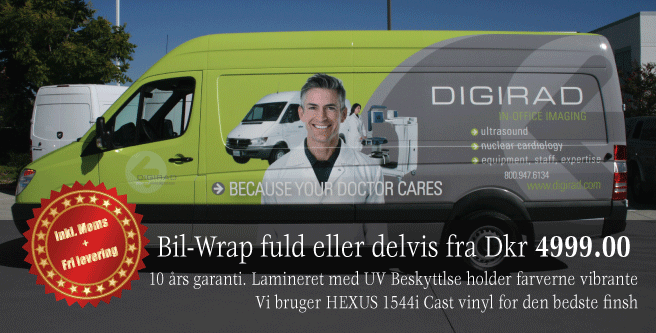 DIGIRAD
IN OFFICE IMAGING
ultrasound
nuclear cardiology
equipment, staff, expertise
800.947.6134
www.digirad.com
DIGIRAD
BECAUSE YOUR DOCTOR CARES
Inkl. Moms
+
Fri levering
Bil-Wrap fuld eller delvis fra Dkr 4999.00
10 års garanti. Lamineret med UV Beskyttlse holder farverne vibrante
Vi bruger HEXUS 1544i Cast vinyl for den bedste finsh